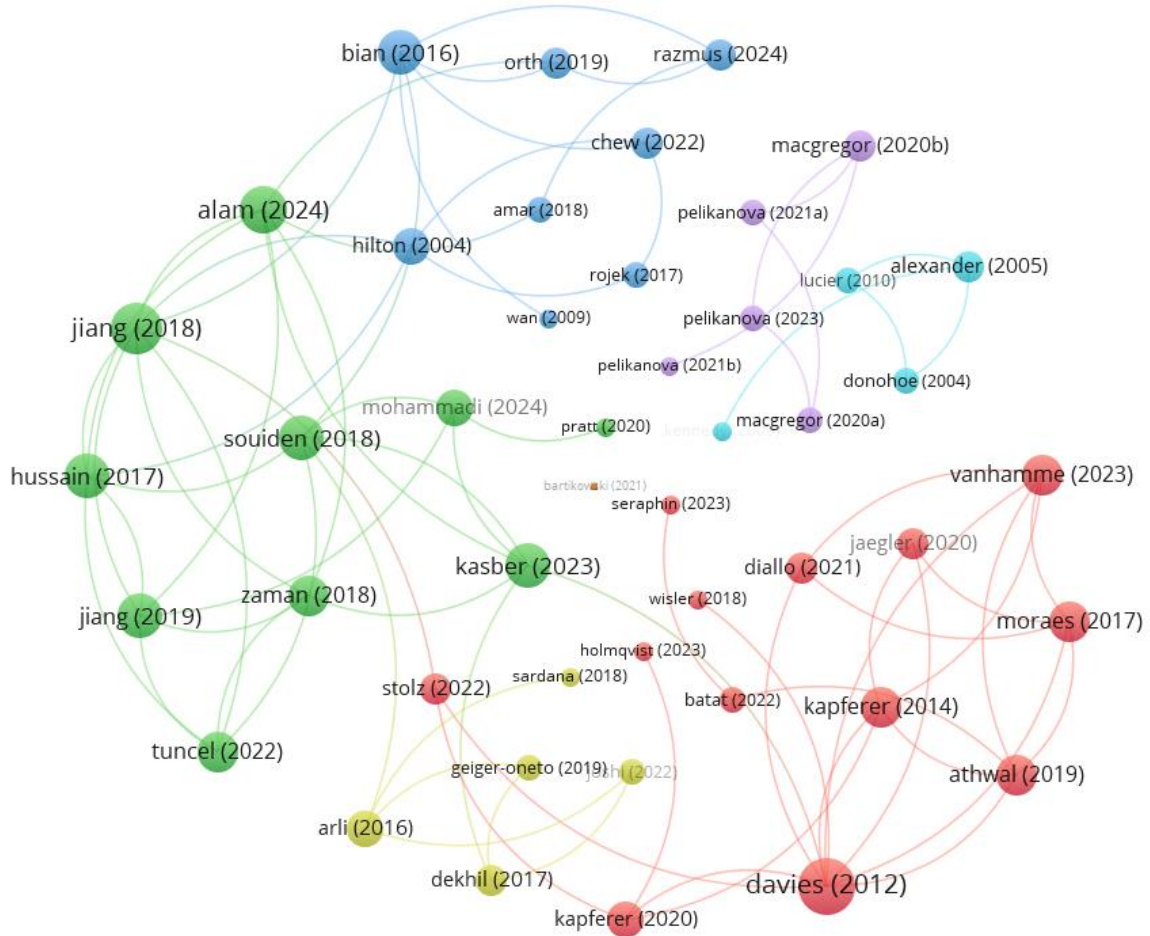 bian (2016)
orth (2019)
razmus (2024)
chew (2022)
macgregor (2020b)
alam (2024)
amar (2018)
pelikanova (2021a)
hilton (2004)
alexander (2005)
rojek (2017)
lucier (2010)
jiang (2018)
wan (2009)
pelikanova (2023)
pelikanova (2021b)
donohoe (2004)
mohammadi (2024)
pratt (2020)
macgregor (2020a)
souiden (2018)
hussain (2017)
vanhamme (2023)
bartikowski (2021)
seraphin (2023)
jaegler (2020)
kasber (2023)
diallo (2021)
zaman (2018)
wisler (2018)
jiang (2019)
moraes (2017)
holmqvist (2023)
sardana (2018)
stolz (2022)
batat (2022)
kapferer (2014)
tuncel (2022)
geiger-oneto (2019)
joshi (2022)
athwal (2019)
arli (2016)
dekhil (2017)
davies (2012)
kapferer (2020)